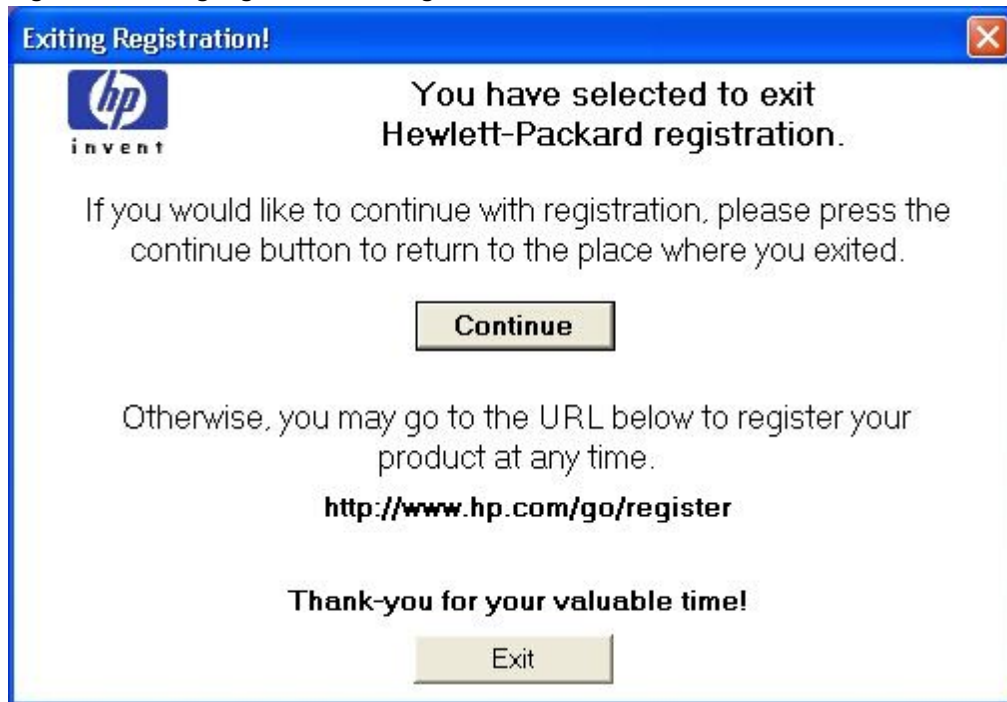 Exiting Registration!
hp
invent
You have selected to exit
Hewlett-Packard registration.
If you would like to continue with registration, please press the
continue button to return to the place where you exited.
Continue
Otherwise, you may go to the URL below to register your
product at any time.
http://www.hp.com/go/register
Thank-you for your valuable time!
Exit